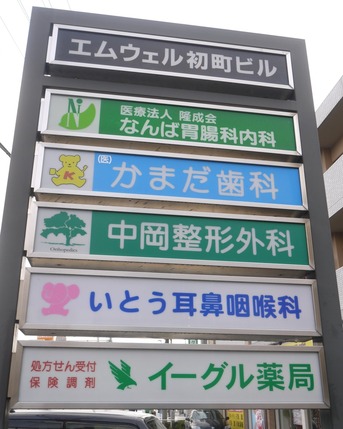 エムウェル初町ビル
医療法人 隆成会
なんば胃腸科内科
(医)
K
かまだ歯科
Orthopedics
中岡整形外科
いとう耳鼻咽喉科
処方せん受付
保険調剤
イーグル薬局